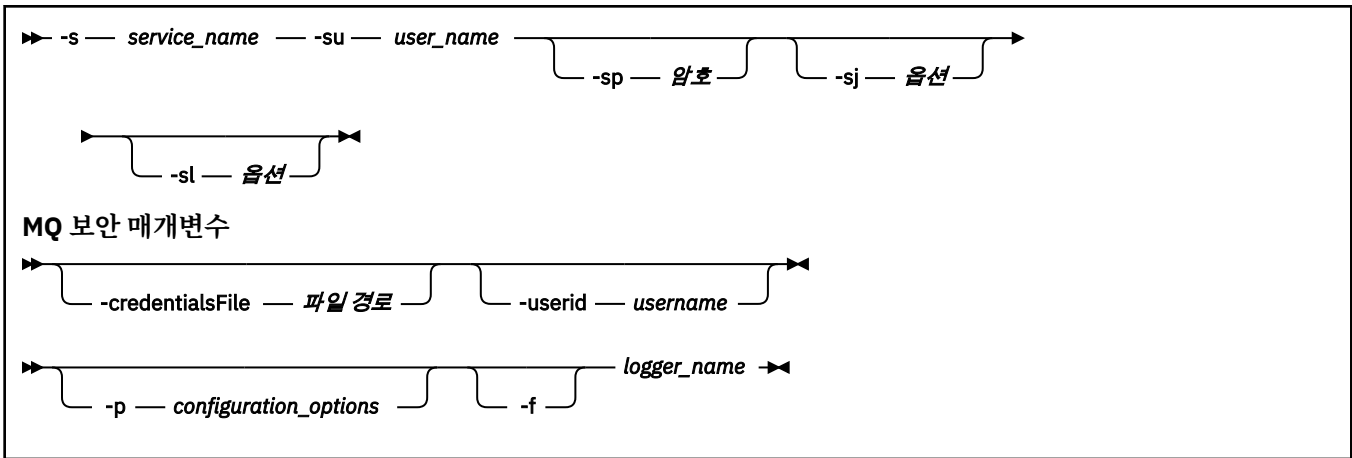 -s service_name -su user_name
-sp 암호 -sj 옵션
-sl 옵션
MQ 보안 매개변수
-credentialsFile 파일 경로 -userid username
logger_name
-p configuration_options -f